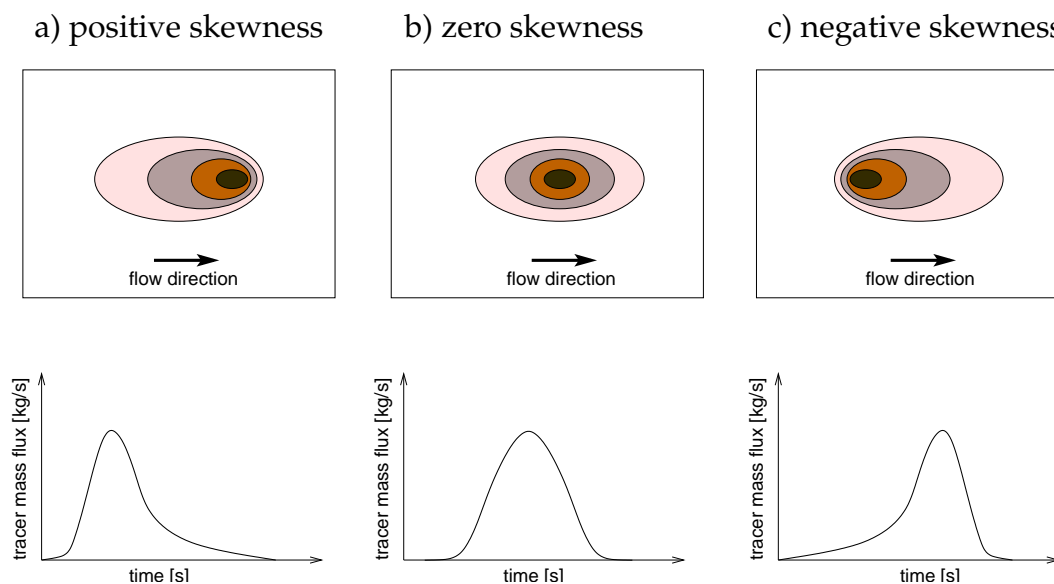 a) positive skewness
b) zero skewness
c) negative skewness
flow direction
flow direction
flow direction
tracer mass flux [kg/s]
time [s]
tracer mass flux [kg/s]
time [s]
tracer mass flux [kg/s]
time [s]